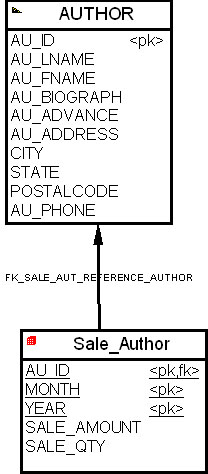 AUTHOR
AU_ID <pk>
AU_LNAME
AU_FNAME
AU_BIOGRAPH
AU_ADVANCE
AU_ADDRESS
CITY
STATE
POSTALCODE
AU_PHONE
FK_SALE_AUT_REFERENCE_AUTHOR
Sale_Author
AU_ID <pk,fk>
MONTH <pk>
YEAR <pk>
SALE_AMOUNT
SALE_QTY